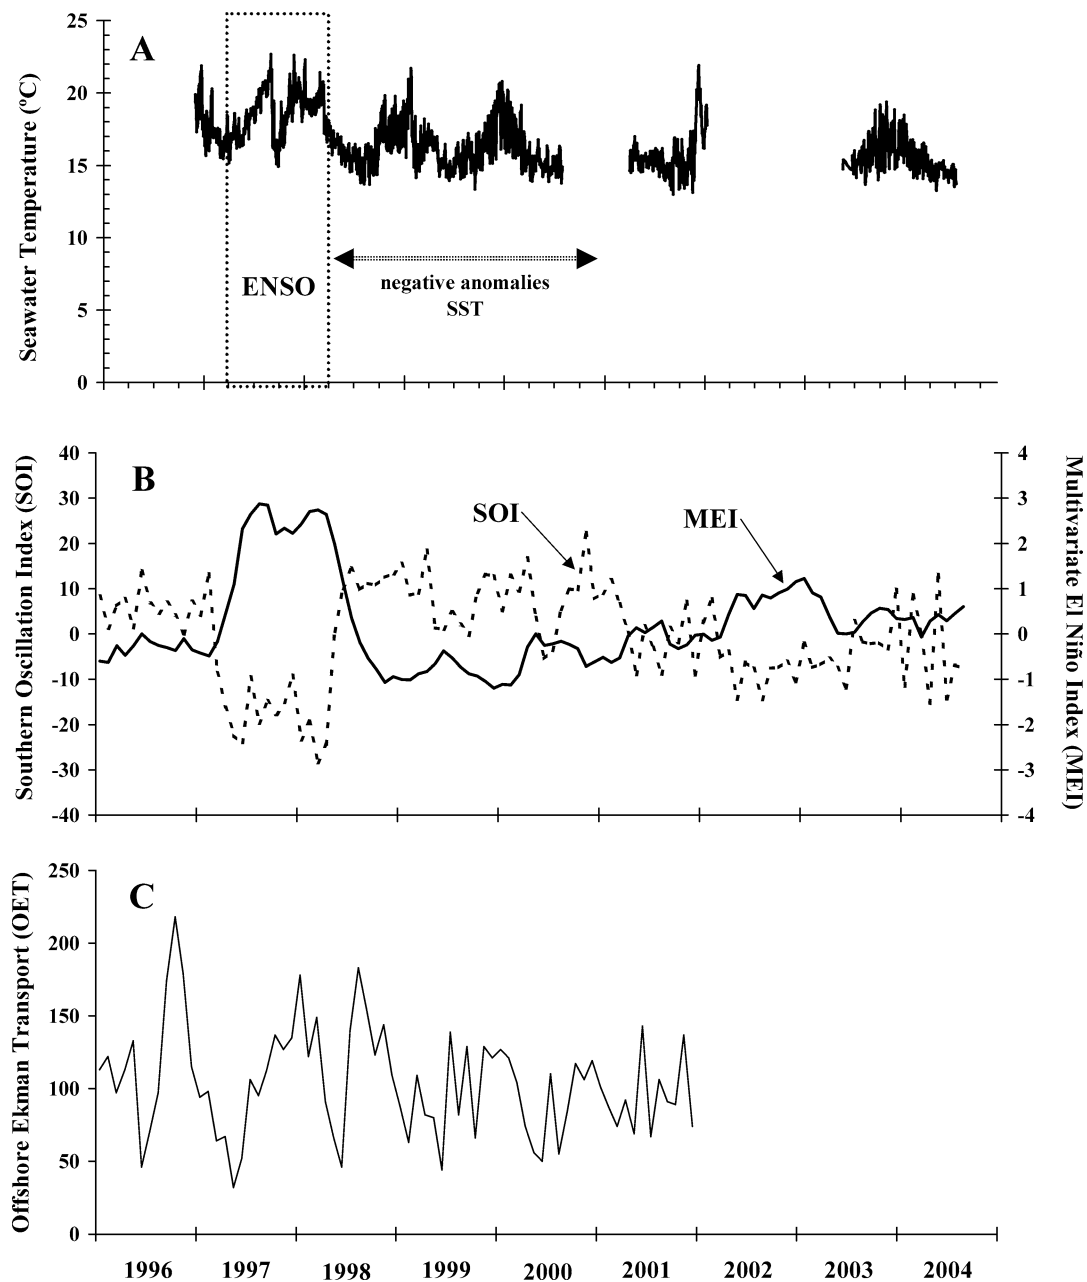 A
Seawater Temperature (ºC)
25
20
15
10
5
0
ENSO
negative anomalies
SST
B
Southern Oscillation Index (SOI)
40
30
20
10
0
-10
-20
-30
-40
SOI
MEI
4
3
2
1
0
-1
-2
-3
-4
Multivariate El Niño Index (MEI)
C
Offshore Ekman Transport (OET)
250
200
150
100
50
0
1996 1997 1998 1999 2000 2001 2002 2003 2004